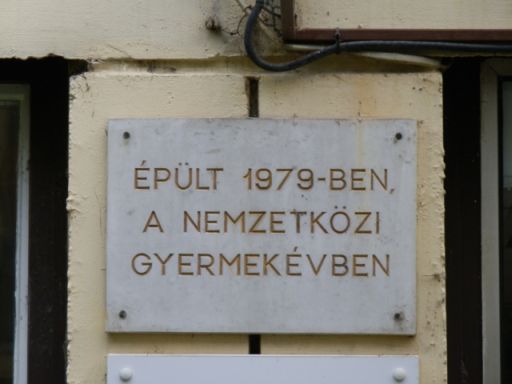 ÉPÜLT 1979-BEN,
A NEMZETKÖZI
GYERMEKÉVBEN